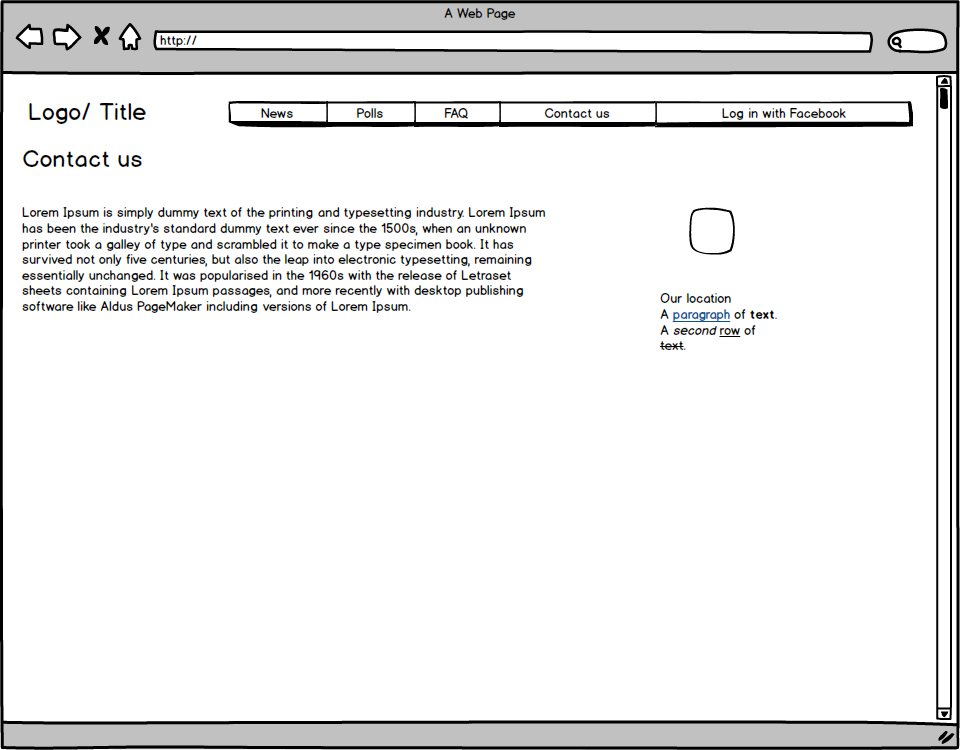 A Web Page
http://
Logo/ Title
News Polls FAQ Contact us Log in with Facebook
Contact us
Lorem Ipsum is simply dummy text of the printing and typesetting industry. Lorem Ipsum
has been the industry's standard dummy text ever since the 1500s, when an unknown
printer took a galley of type and scrambled it to make a type specimen book. It has
survived not only five centuries, but also the leap into electronic typesetting, remaining
essentially unchanged. It was popularised in the 1960s with the release of Letraset
sheets containing Lorem Ipsum passages, and more recently with desktop publishing
software like Aldus PageMaker including versions of Lorem Ipsum.
Our location
A paragraph of text.
A second row of
text.